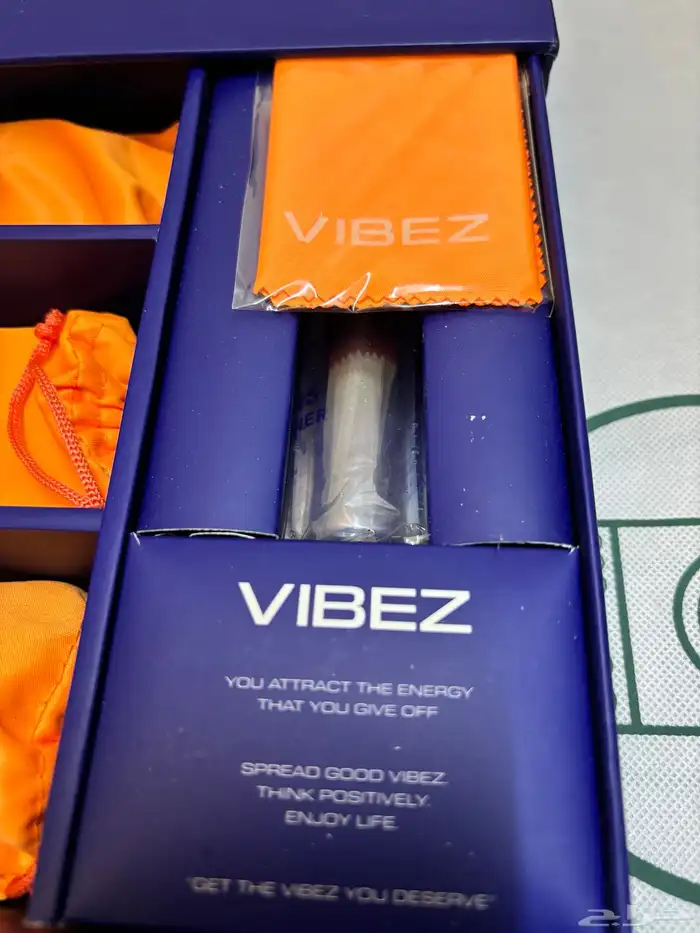 VIBEZ
VIBEZ
YOU ATTRACT THE ENERGY
THAT YOU GIVE OFF
SPREAD GOOD VIBEZ.
THINK POSITIVELY.
ENJOY LIFE.
"GET THE VIBEZ YOU DESERVE"
حراج